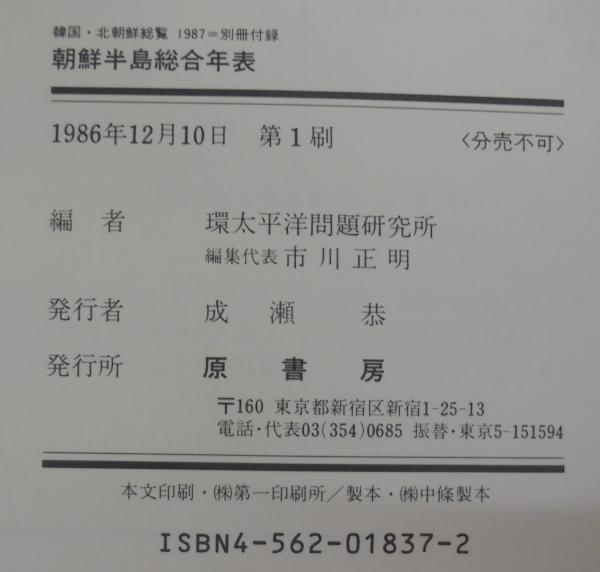 韓国・北朝鮮総覧 1987＝別冊付録
朝鮮半島総合年表
1986年12月10日 第1刷 〈分売不可〉
編者 環太平洋問題研究所
編集代表 市川正明
発行者 成瀬恭
発行所 原書房
〒160 東京都新宿区新宿1-25-13
電話・代表03(354)0685 振替・東京5-151594
本文印刷・㈱第一印刷所／製本・㈱中條製本
ISBN4-562-01837-2